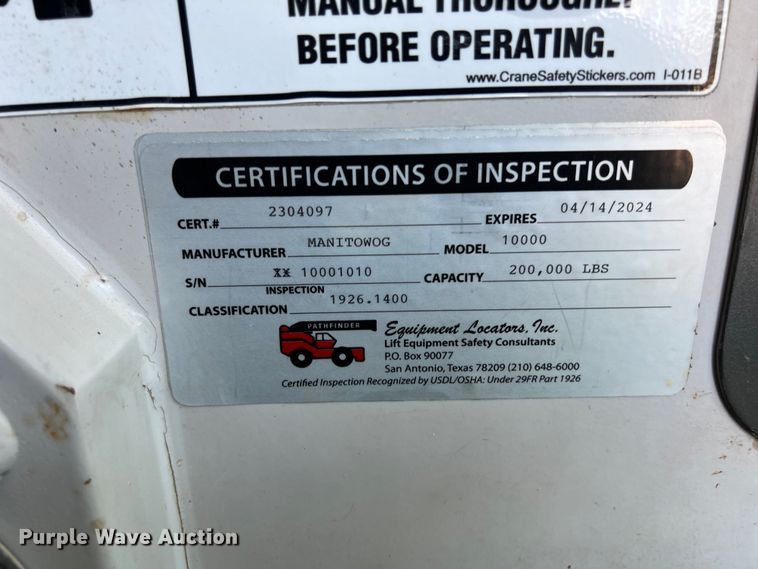 MANUAL THOROUGHLY
BEFORE OPERATING.
www.CraneSafetyStickers.com I-011B
CERTIFICATIONS OF INSPECTION
CERT.# 2304097 EXPIRES 04/14/2024
MANUFACTURER MANITOWOG MODEL 10000
S/N XX 10001010 CAPACITY 200,000 LBS
INSPECTION
CLASSIFICATION 1926.1400
PATHFINDER
Equipment Locators, Inc.
Lift Equipment Safety Consultants
P.O. Box 90077
San Antonio, Texas 78209 (210) 648-6000
Certified Inspection Recognized by USDL/OSHA: Under 29FR Part 1926
Purple Wave Auction